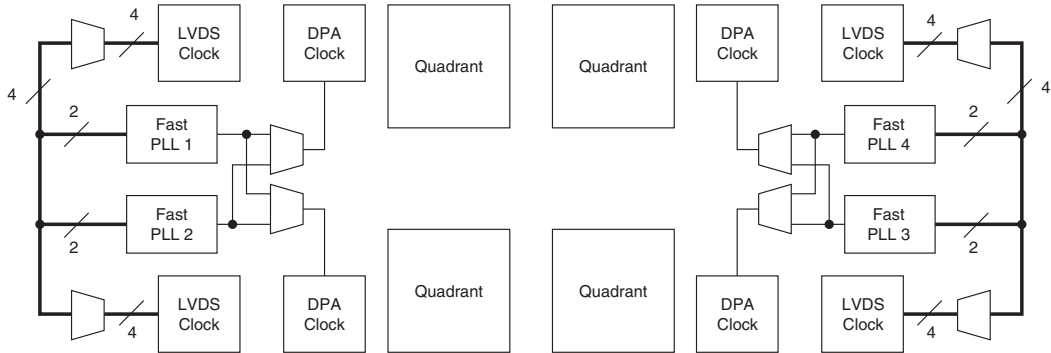 4
4
LVDS
Clock
DPA
Clock
Quadrant
Quadrant
DPA
Clock
LVDS
Clock
4
4
2
Fast
PLL 1
Fast
PLL 4
2
2
Fast
PLL 2
Fast
PLL 3
2
4
LVDS
Clock
DPA
Clock
Quadrant
Quadrant
DPA
Clock
LVDS
Clock
4